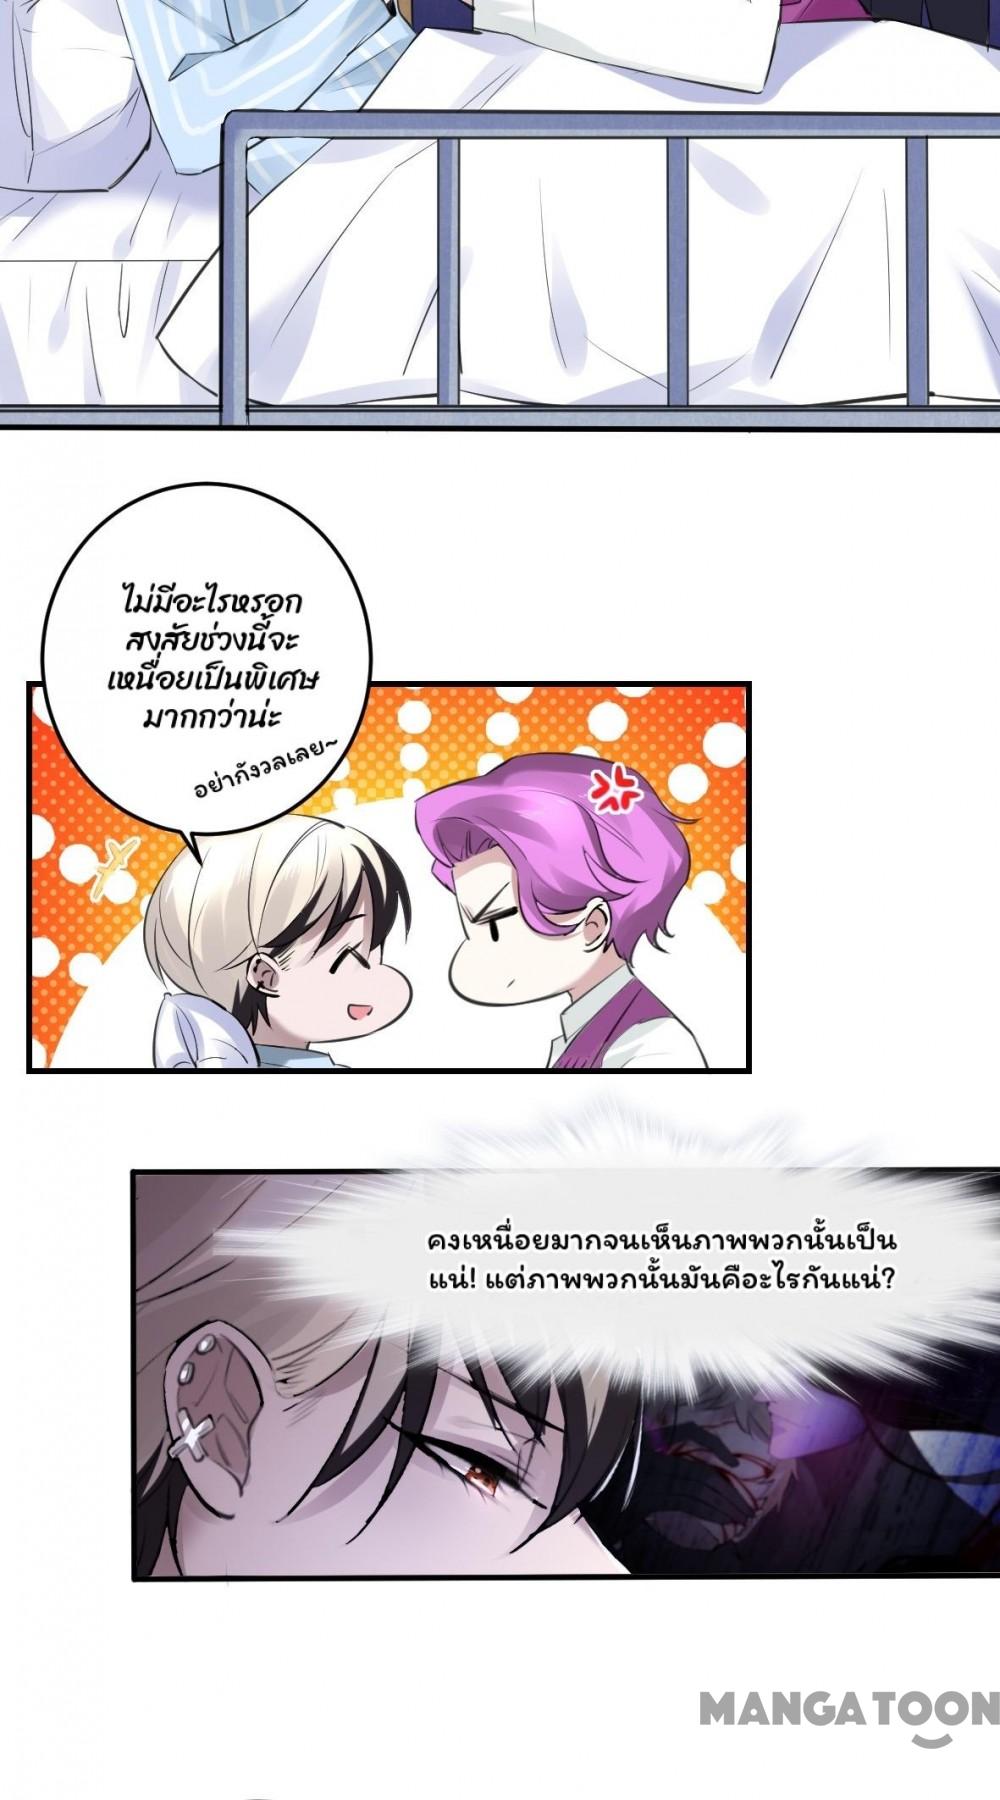 ไม่มีอะไรหรอก
สงสัยช่วงนี้จะ
เหนื่อยเป็นพิเศษ
มากกว่าน่ะ
อย่ากังวลเลย~
คงเหนื่อยมากจนเห็นภาพพวกนั้นเป็น
แน่! แต่ภาพพวกนั้นมันคืออะไรกันแน่?
MANGATOON